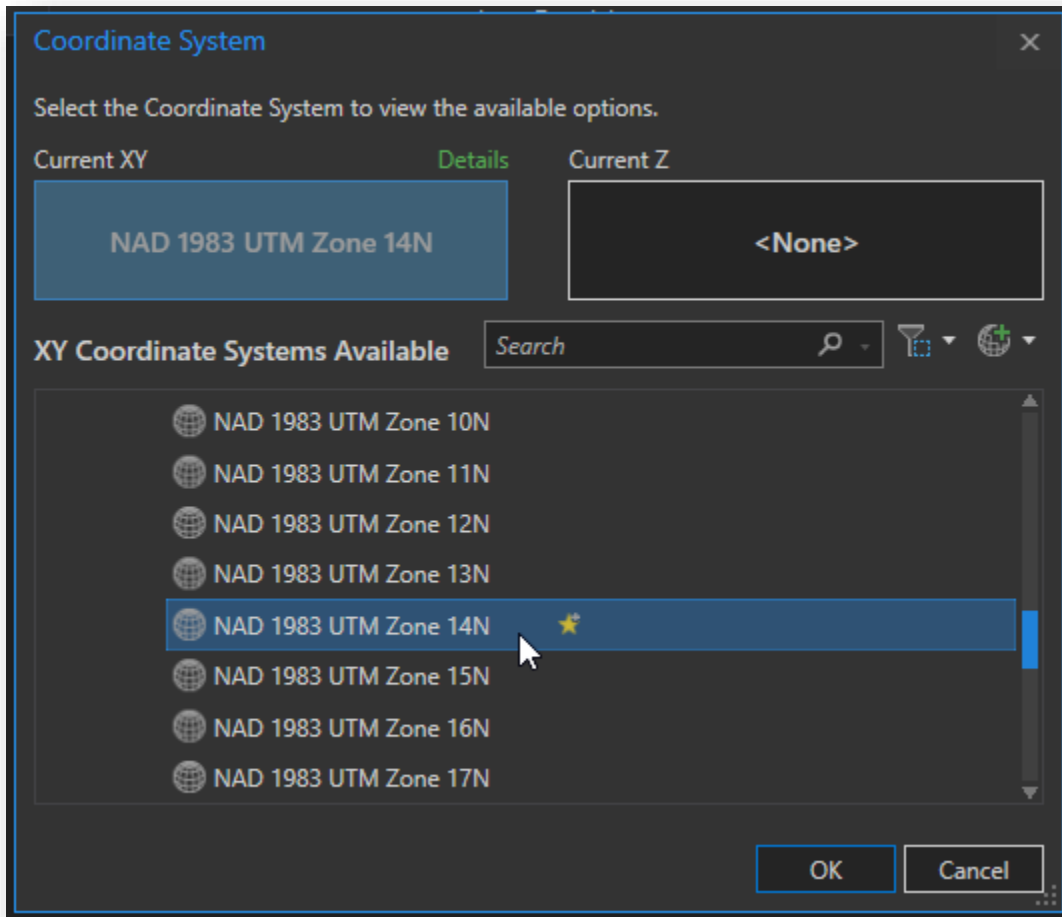 Coordinate System
Select the Coordinate System to view the available options.
Current XY Details Current Z
NAD 1983 UTM Zone 14N <None>
XY Coordinate Systems Available Search
NAD 1983 UTM Zone 10N
NAD 1983 UTM Zone 11N
NAD 1983 UTM Zone 12N
NAD 1983 UTM Zone 13N
NAD 1983 UTM Zone 14N
NAD 1983 UTM Zone 15N
NAD 1983 UTM Zone 16N
NAD 1983 UTM Zone 17N
OK Cancel